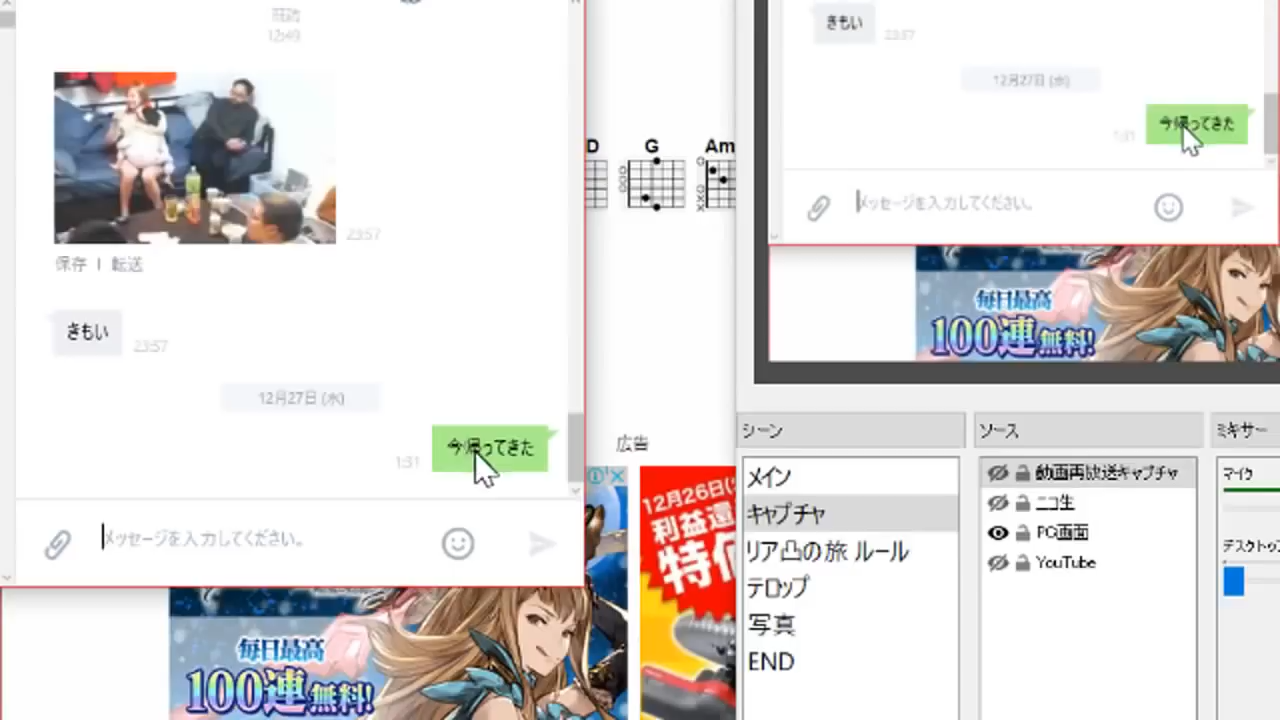 12:49
23:57
保存 | 転送
きもい
23:57
12月27日 (水)
今帰ってきた
1:31
メッセージを入力してください。
毎日最高
100連無料!
D
G
Am
広告
12月26日(
利益還
特価
きもい
23:57
12月27日 (水)
今帰ってきた
1:31
メッセージを入力してください。
毎日最高
100連無料!
シーン
メイン
キャプチャ
リア凸の旅 ルール
テロップ
写真
END
ソース
動画再放送キャプチャ
ニコ生
PC画面
YouTube
ミキサー
マイク
デスクトップ